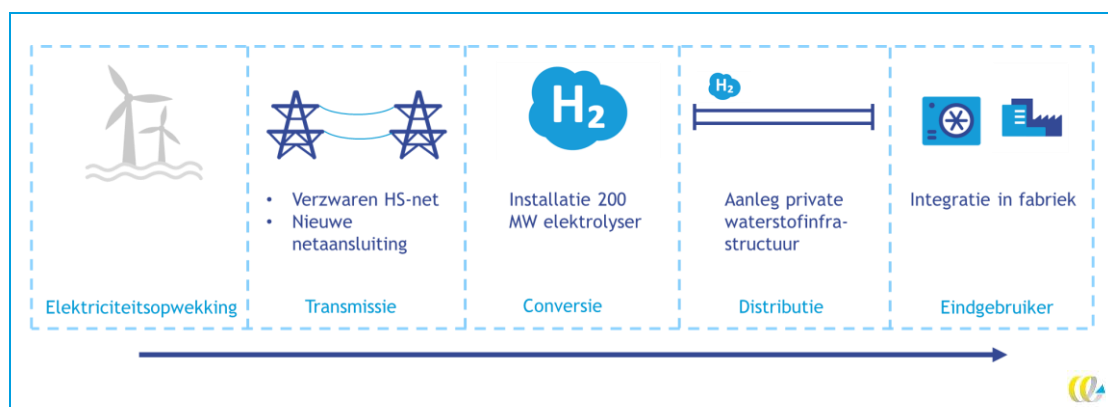 H₂
H₂
• Verzwaren HS-net
• Nieuwe
netaansluiting
Installatie 200
MW elektrolyser
Aanleg private
waterstofinfra-
structuur
Integratie in fabriek
Elektriciteitsopwekking
Transmissie
Conversie
Distributie
Eindgebruiker